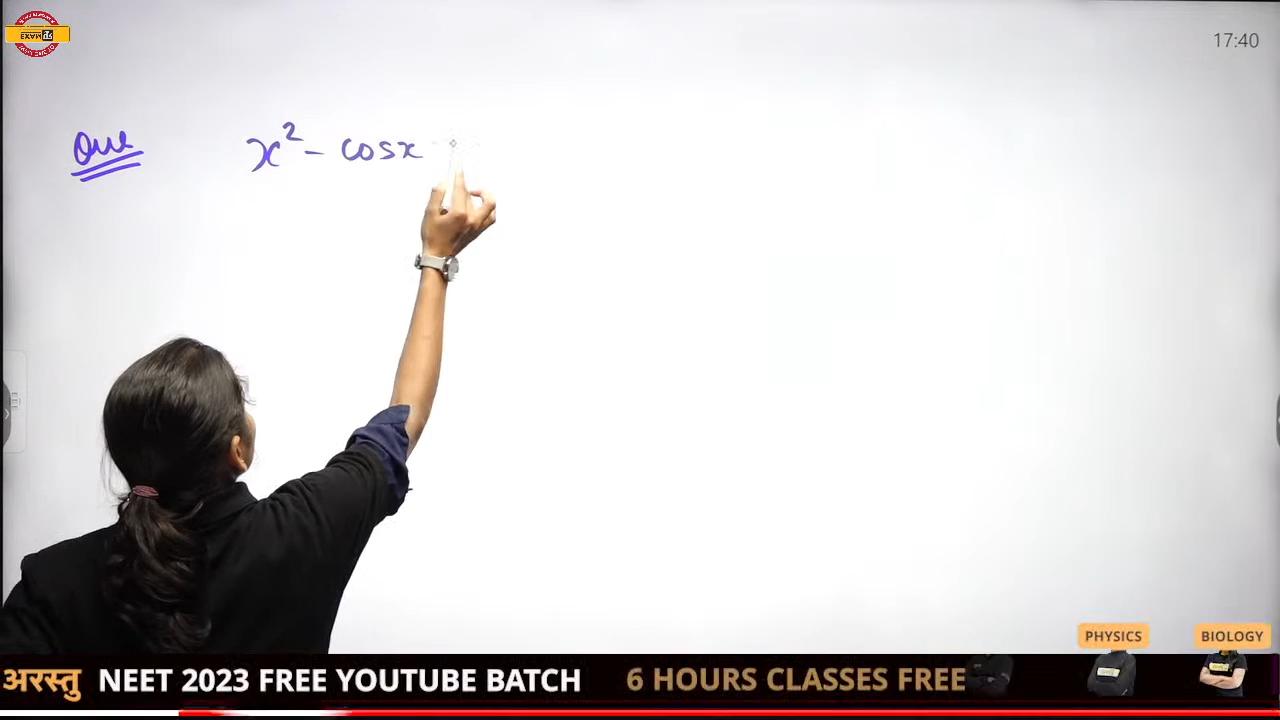 17:40
Que x² - cosx
PHYSICS BIOLOGY
अरस्तु NEET 2023 FREE YOUTUBE BATCH 6 HOURS CLASSES FREE